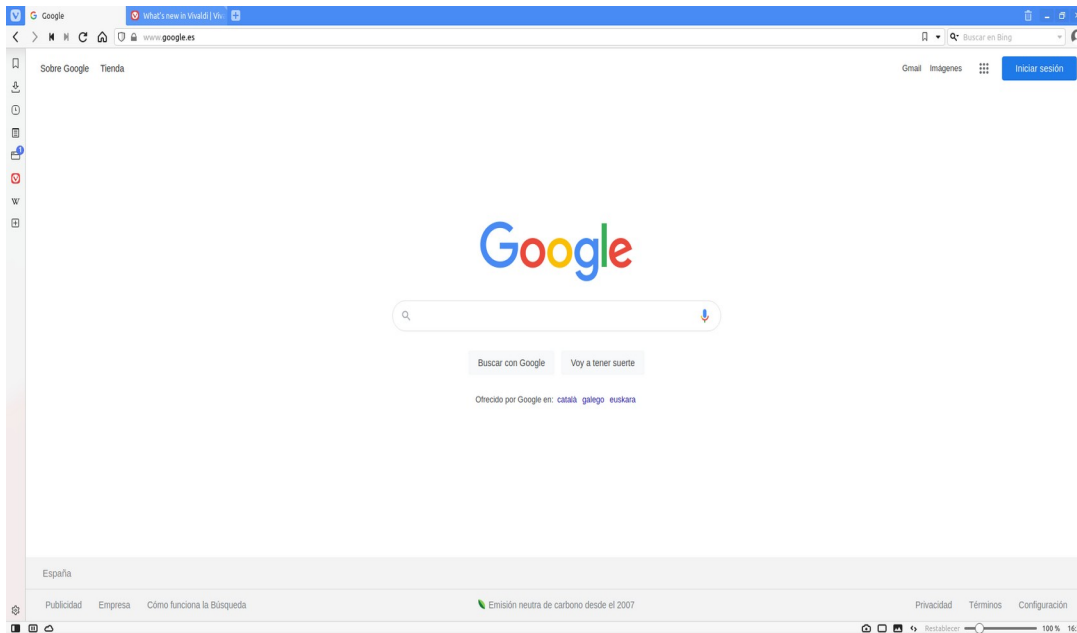 Google
What's new in Vivaldi | Viv
www.google.es
Buscar en Bing
Sobre Google Tienda
Gmail Imágenes
Iniciar sesión
1
W
Google
Buscar con Google Voy a tener suerte
Ofrecido por Google en: català galego euskara
España
Publicidad Empresa Cómo funciona la Búsqueda
Emisión neutra de carbono desde el 2007
Privacidad Términos Configuración
Restablecer 100 % 16: